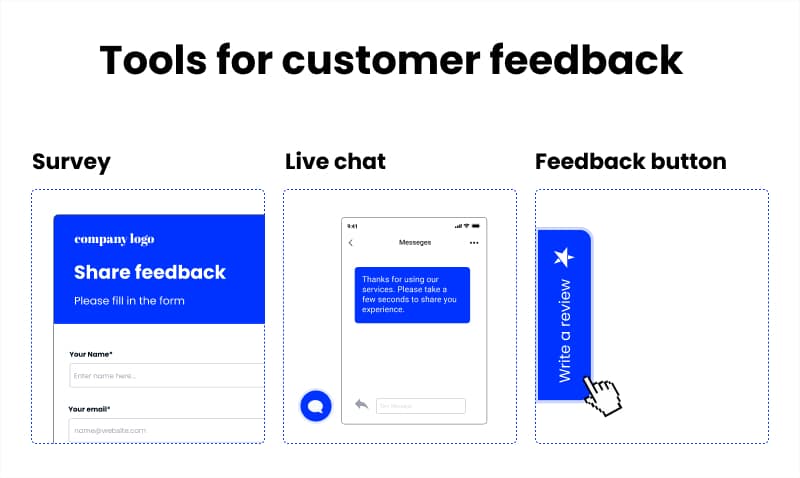 Tools for customer feedback
Survey
company logo
Share feedback
Please fill in the form
Your Name*
Enter name here...
Your email*
name@website.com
Live chat
9:41
Messeges
Thanks for using our
services. Please take a
few seconds to share you
experience.
Text Message
Feedback button
Write a review